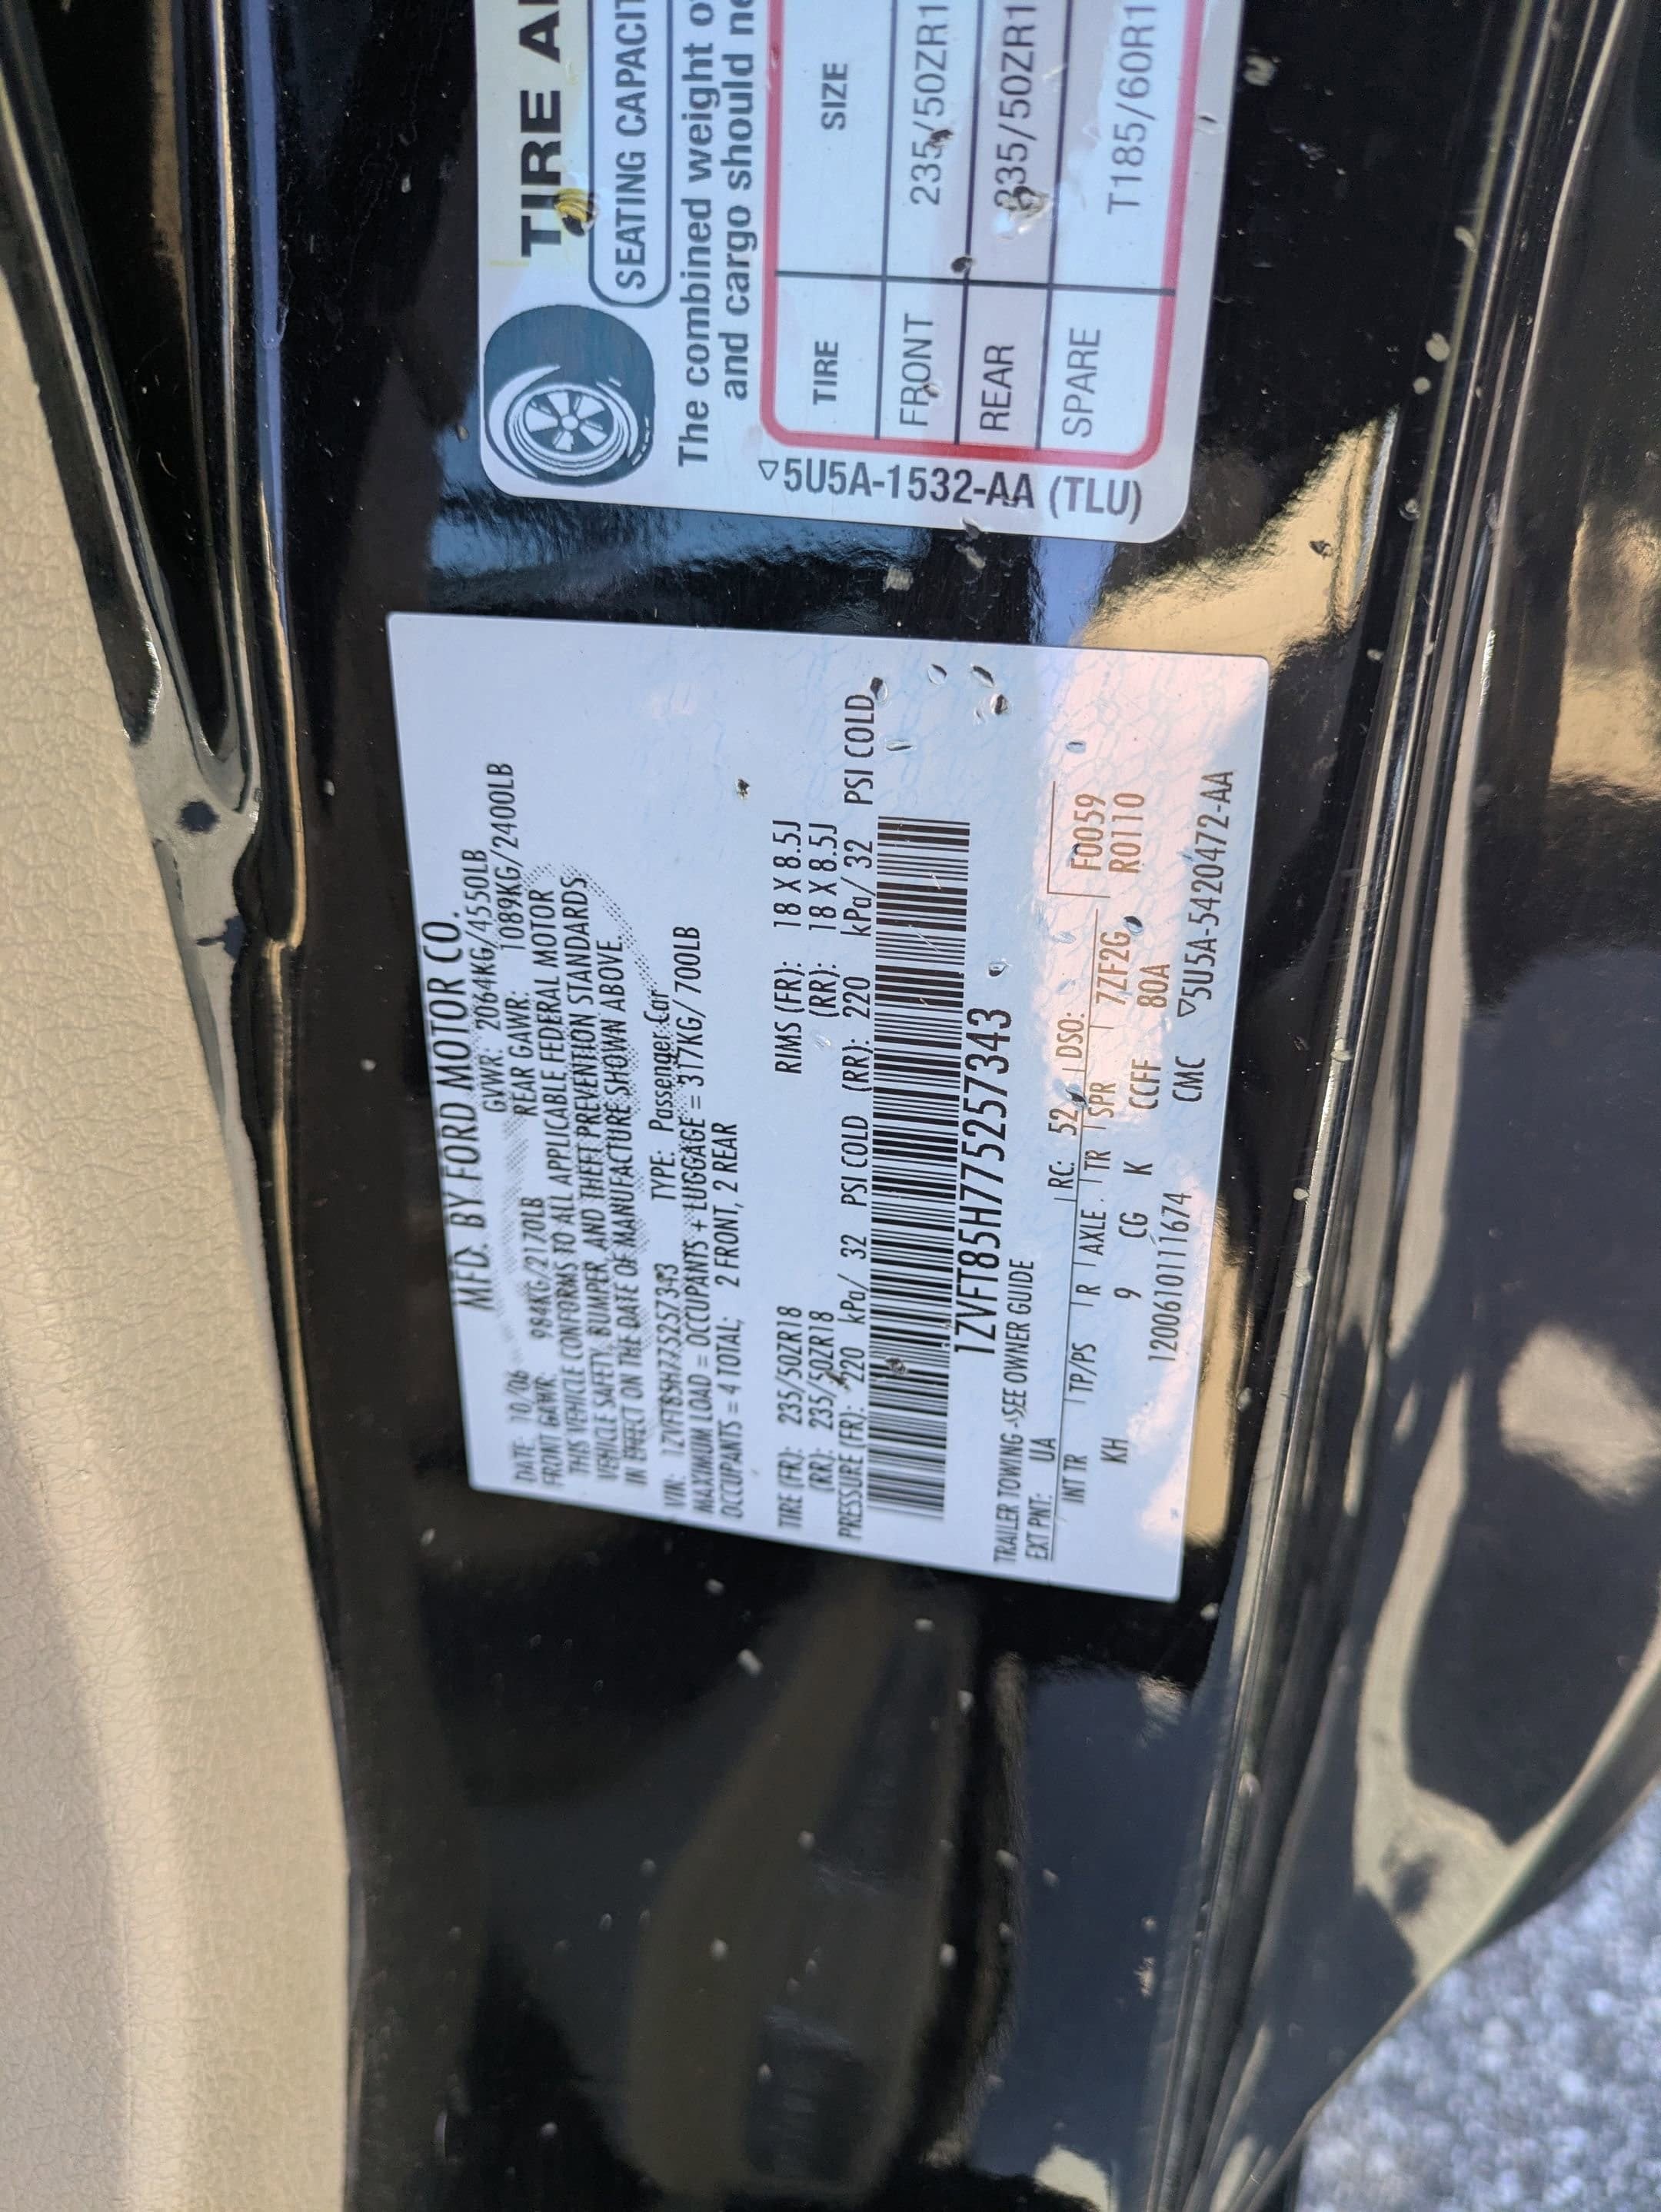 MFD. BY FORD MOTOR CO.
DATE: 10/06 GVWR: 2064KG/4550LB
FRONT GAWR: 984KG/2170LB REAR GAWR: 1089KG/2400LB
THIS VEHICLE CONFORMS TO ALL APPLICABLE FEDERAL MOTOR
VEHICLE SAFETY, BUMPER, AND THEFT PREVENTION STANDARDS
IN EFFECT ON THE DATE OF MANUFACTURE SHOWN ABOVE.
VIN: 1ZVFT85H775257343 TYPE: Passenger Car
MAXIMUM LOAD = OCCUPANTS + LUGGAGE = 317KG/ 700LB
OCCUPANTS = 4 TOTAL; 2 FRONT, 2 REAR
TIRE (FR): 235/50ZR18 RIMS (FR): 18 X 8.5J
(RR): 235/50ZR18 (RR): 18 X 8.5J
PRESSURE (FR): 220 kPa/ 32 PSI COLD (RR): 220 kPa/ 32 PSI COLD
1ZVFT85H775257343
TRAILER TOWING - SEE OWNER GUIDE
EXT PNT: UA RC: 52 DSO:
INT TR TP/PS R AXLE TR SPR F0059
KH 9 CG K CCFF 7ZF2G 80A R0110
12006101111674 CMC ▽5U5A-5420472-AA
TIRE
SEATING CAPACIT
The combined weight o
and cargo should ne
TIRE SIZE
FRONT 235/50ZR1
REAR 235/50ZR1
SPARE T185/60R1
▽5U5A-1532-AA (TLU)